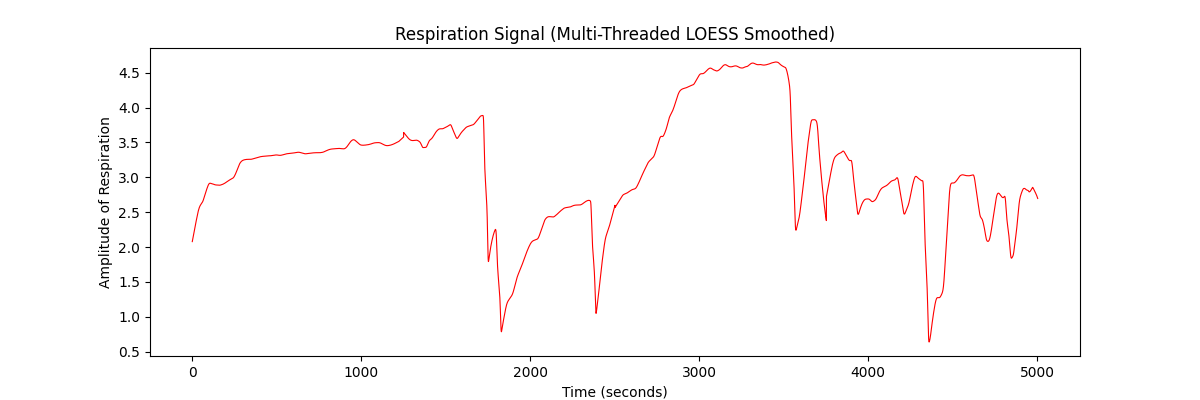 Respiration Signal (Multi-Threaded LOESS Smoothed)
Amplitude of Respiration
4.5
4.0
3.5
3.0
2.5
2.0
1.5
1.0
0.5
0 1000 2000 3000 4000 5000
Time (seconds)